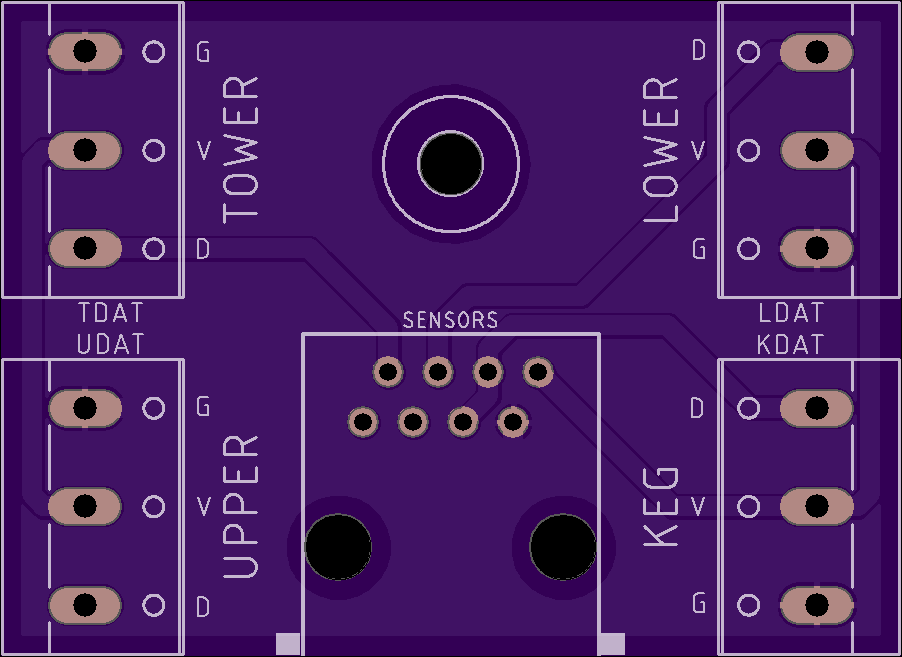 G
V
D
TOWER
D
V
G
LOWER
TDAT
UDAT
SENSORS
LDAT
KDAT
G
V
D
UPPER
D
V
G
KEG